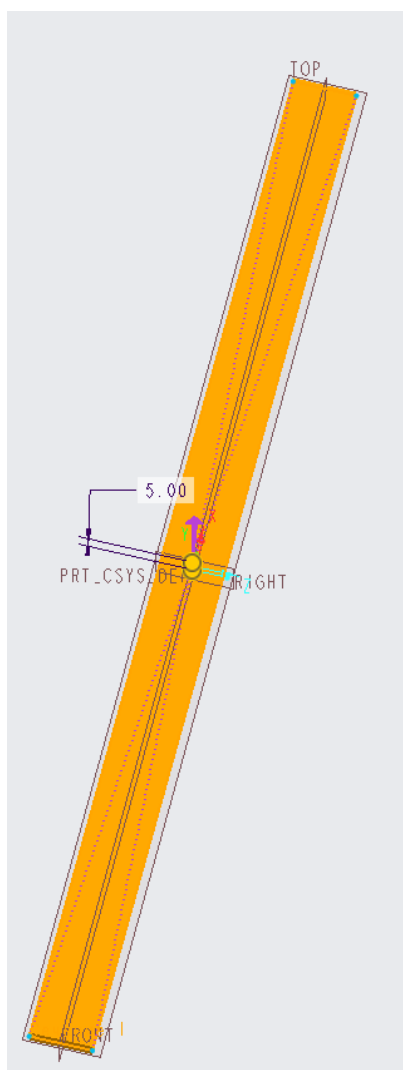 TOP
5.00
X
Y
PRT_CSYS_DEF
RIGHT
Z
FRONT